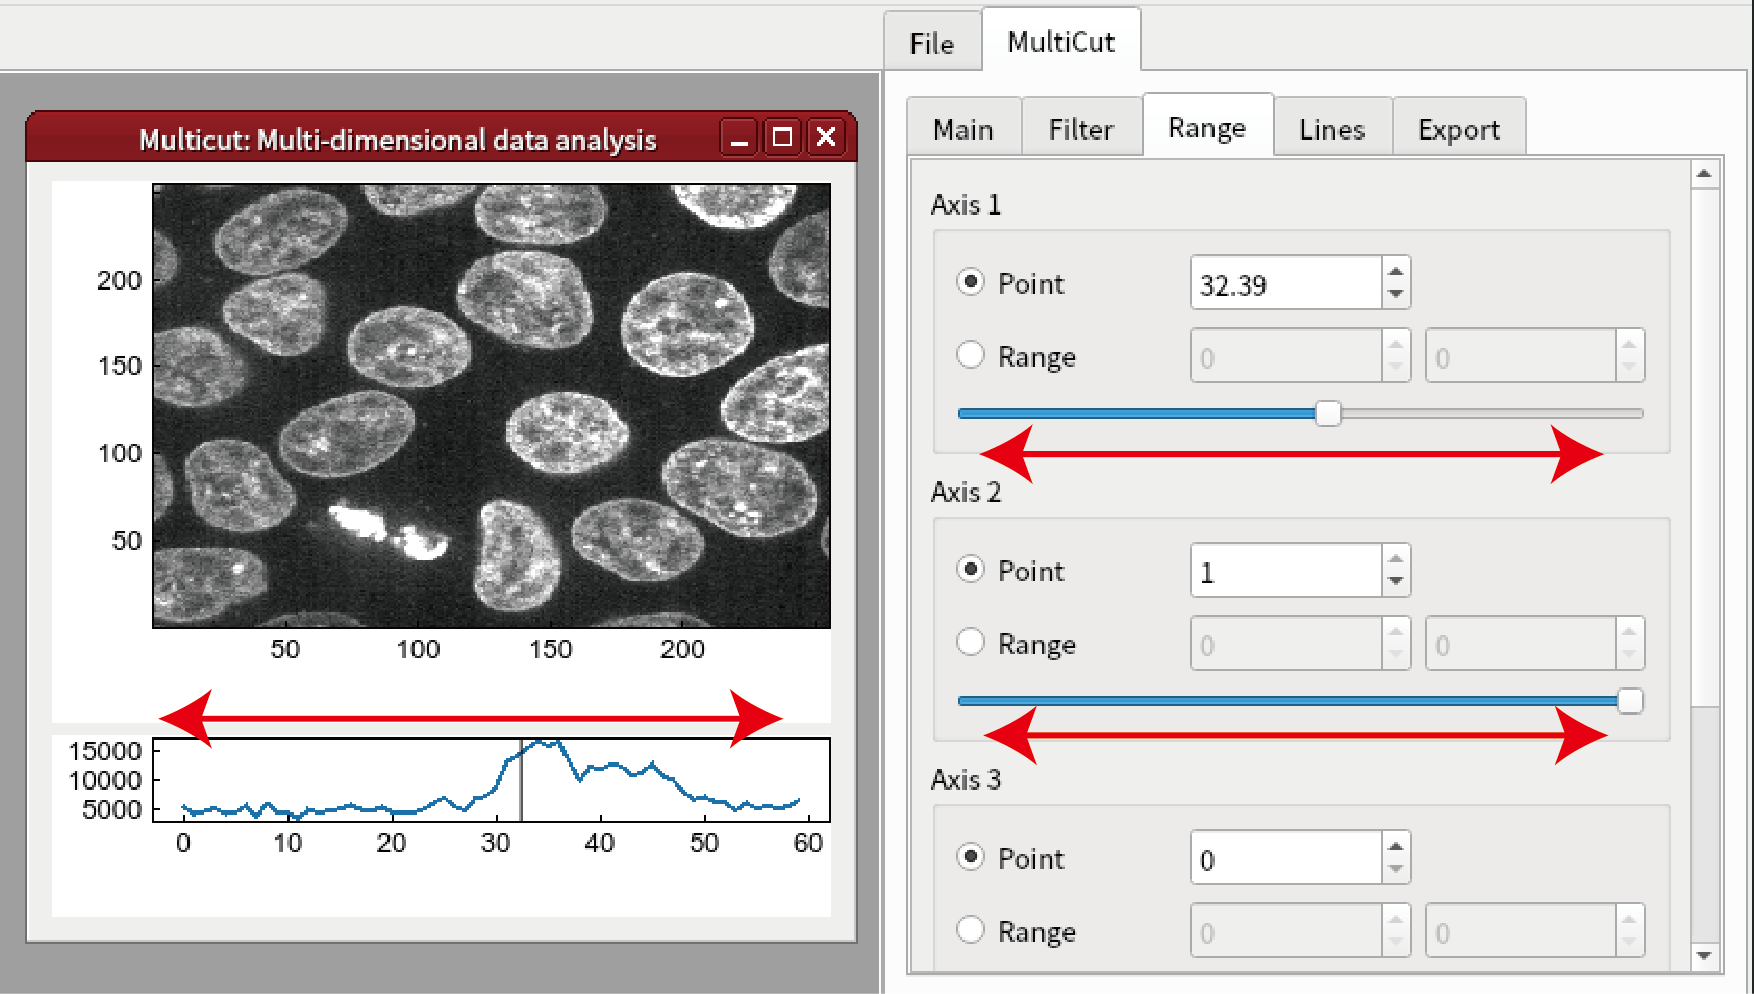 File MultiCut
Multicut: Multi-dimensional data analysis
200
150
100
50
50 100 150 200
15000
10000
5000
0 10 20 30 40 50 60
Main Filter Range Lines Export
Axis 1
Point 32.39
Range 0 0
Axis 2
Point 1
Range 0 0
Axis 3
Point 0
Range 0 0